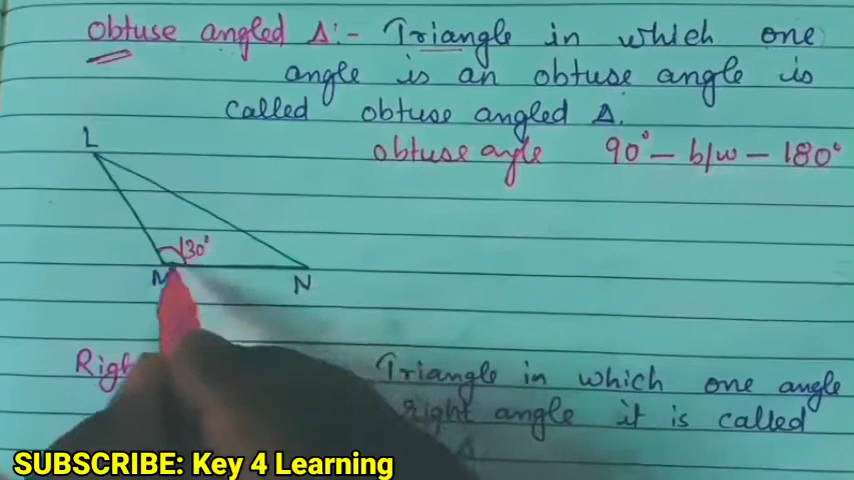 obtuse angled Δ:- Triangle in which one
angle is an obtuse angle is
called obtuse angled Δ.
obtuse angle 90° - b/w - 180°
L
130°
M N
Triangle in which one angle
right angle it is called
Δ
SUBSCRIBE: Key 4 Learning